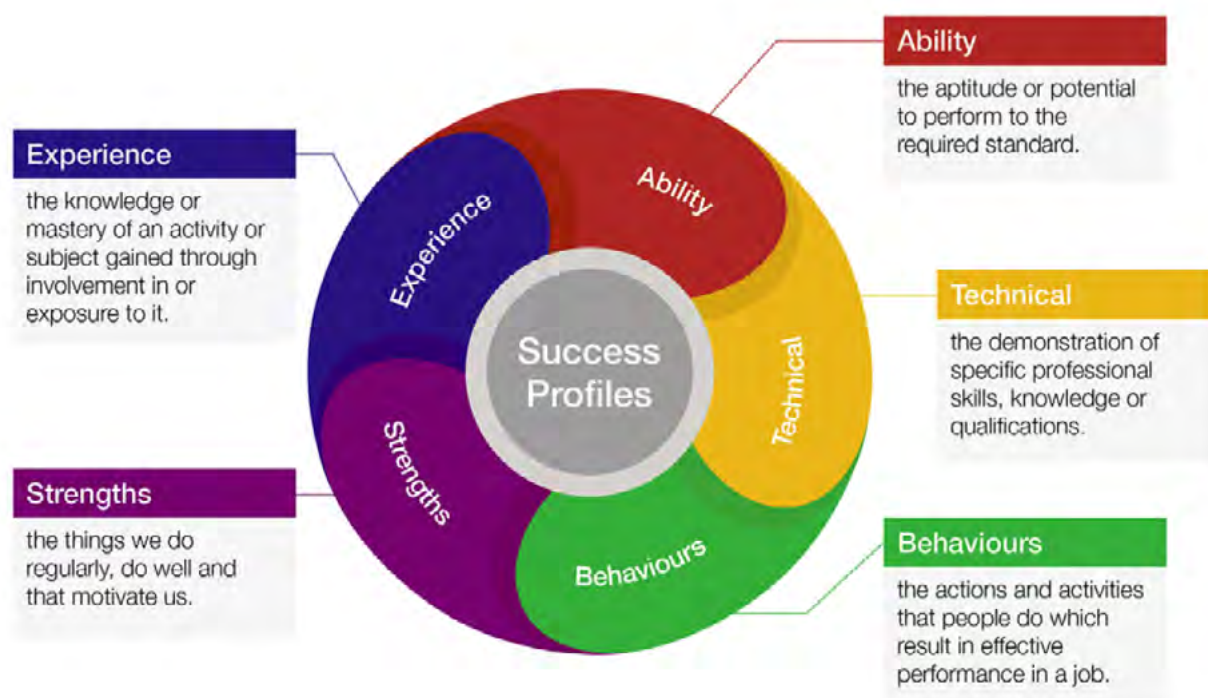 Ability
the aptitude or potential
to perform to the
required standard.
Experience
the knowledge or
mastery of an activity or
subject gained through
involvement in or
exposure to it.
Technical
the demonstration of
specific professional
skills, knowledge or
qualifications.
Strengths
the things we do
regularly, do well and
that motivate us.
Behaviours
the actions and activities
that people do which
result in effective
performance in a job.
Success
Profiles
Ability
Technical
Behaviours
Strengths
Experience